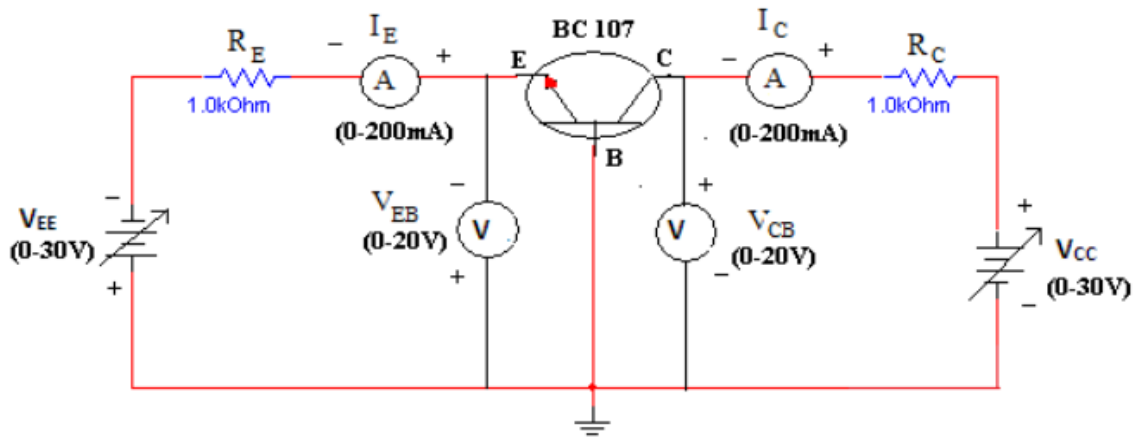 BC 107
R_E
− I_E +
E
C
− I_C +
R_C
A
A
1.0kOhm
1.0kOhm
(0-200mA)
(0-200mA)
B
−
V_EE
(0-30V)
+
−
V_EB
(0-20V)
V
+
+
V
V_CB
(0-20V)
−
+
V_CC
(0-30V)
−